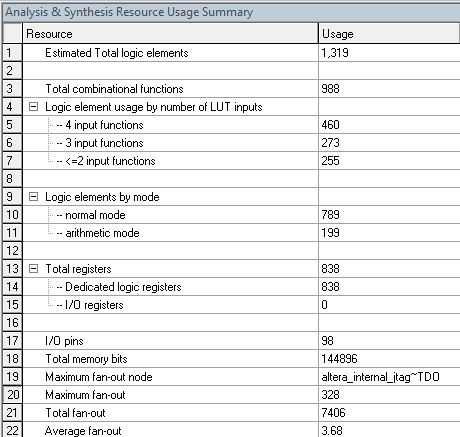 Analysis & Synthesis Resource Usage Summary
Resource Usage
1 Estimated Total logic elements 1,319
2
3 Total combinational functions 988
4 Logic element usage by number of LUT inputs
5 -- 4 input functions 460
6 -- 3 input functions 273
7 -- <=2 input functions 255
8
9 Logic elements by mode
10 -- normal mode 789
11 -- arithmetic mode 199
12
13 Total registers 838
14 -- Dedicated logic registers 838
15 -- I/O registers 0
16
17 I/O pins 98
18 Total memory bits 144896
19 Maximum fan-out node altera_internal_jtag~TDO
20 Maximum fan-out 328
21 Total fan-out 7406
22 Average fan-out 3.68